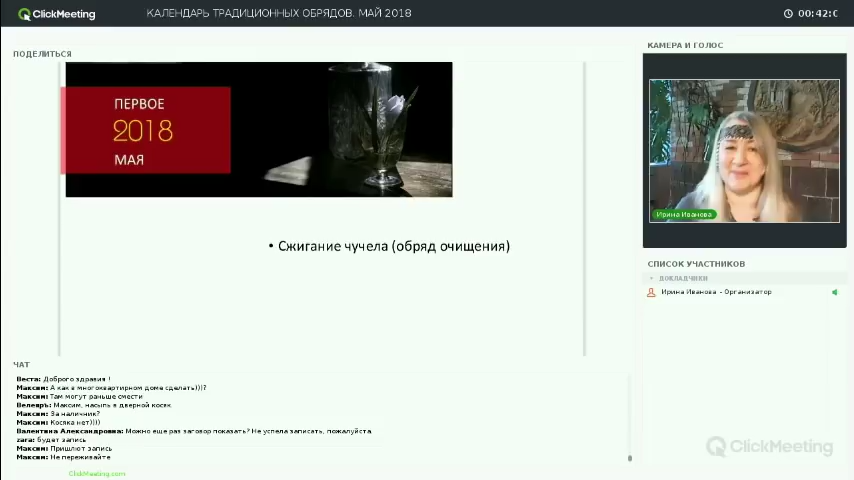 ClickMeeting
КАЛЕНДАРЬ ТРАДИЦИОННЫХ ОБРЯДОВ. МАЙ 2018
00:42:0
ПОДЕЛИТЬСЯ
ПЕРВОЕ
2018
МАЯ
• Сжигание чучела (обряд очищения)
КАМЕРА И ГОЛОС
Ирина Иванова
СПИСОК УЧАСТНИКОВ
ДОКЛАДЧИКИ
Ирина Иванова - Организатор
ЧАТ
Веста: Доброго здравия !
Максим: А как в многоквартирном доме сделать)))?
Максим: Там могут раньше смести
Велевръ: Максим, насыпь в дверной косяк
Максим: За наличник?
Максим: Косяка нет))))
Валентина Александровна: Можно еще раз заговор показать? Не успела записать, пожалуйста.
zara: будет запись
Максим: Пришлют запись
Максим: Не переживайте
ClickMeeting.com
ClickMeeting